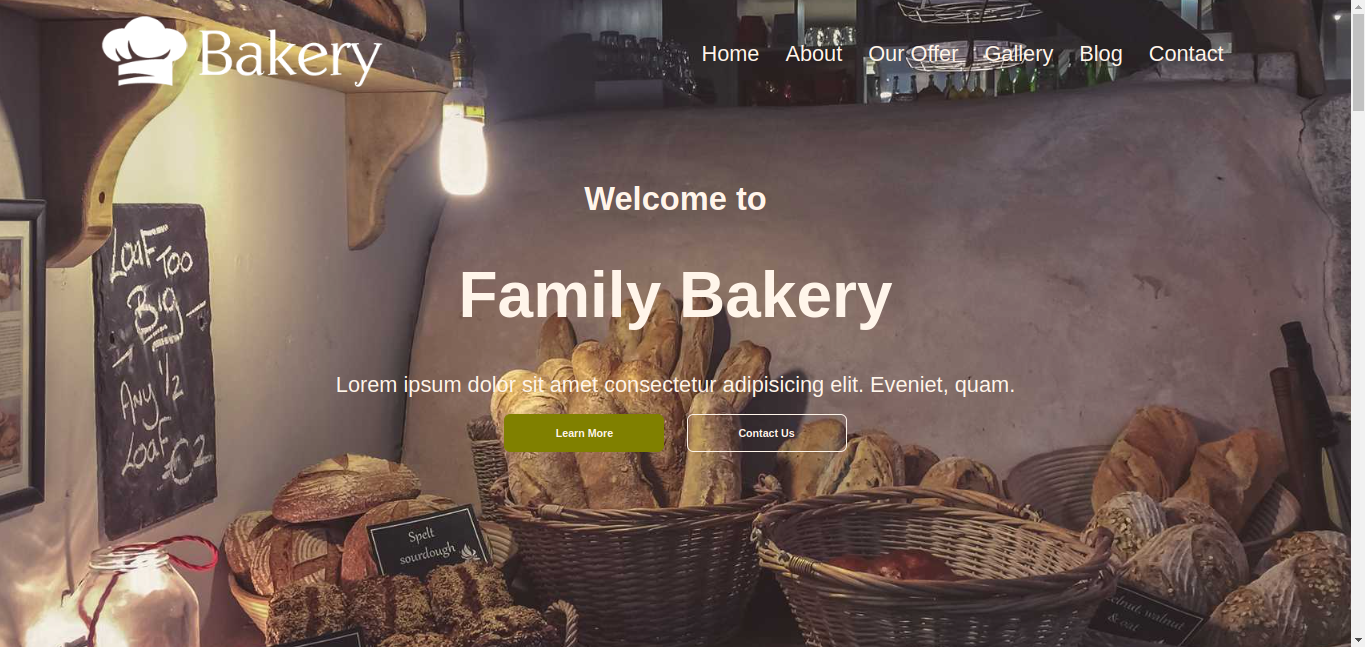 Bakery
Home About Our Offer Gallery Blog Contact
Welcome to
Family Bakery
Lorem ipsum dolor sit amet consectetur adipisicing elit. Eveniet, quam.
Learn More Contact Us
LOAF TOO
BIG
ANY 1/2
LOAF
£2
Spelt
sourdough
walnut
& oat